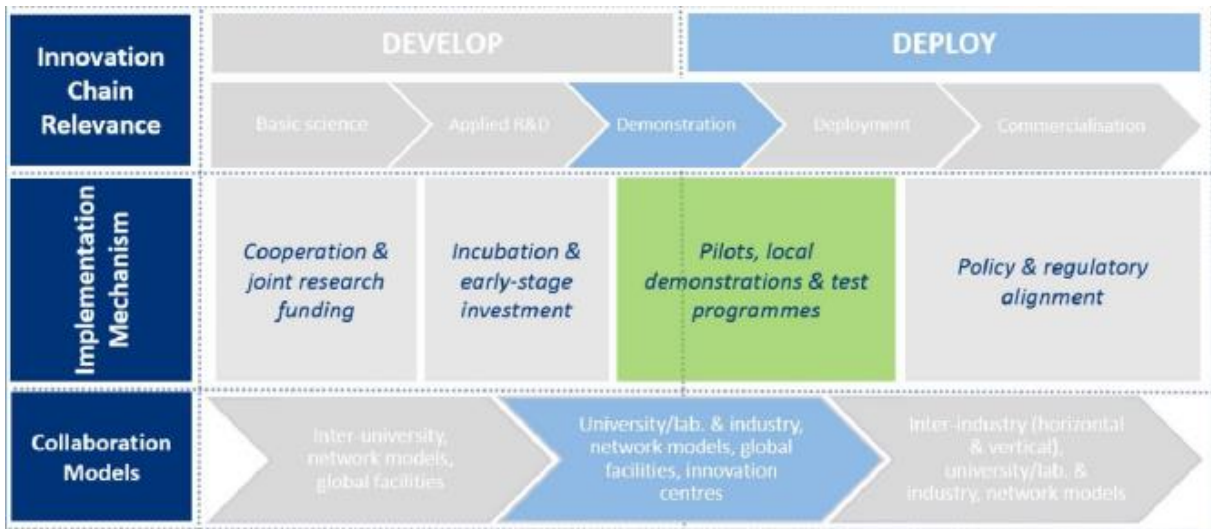 Innovation
Chain
Relevance
DEVELOP
DEPLOY
Basic science
Applied R&D
Demonstration
Deployment
Commercialisation
Implementation
Mechanism
Cooperation &
joint research
funding
Incubation &
early-stage
investment
Pilots, local
demonstrations & test
programmes
Policy & regulatory
alignment
Collaboration
Models
Inter-university,
network models,
global facilities
University/lab. & industry,
network models, global
facilities, innovation
centres
Inter-industry (horizontal
& vertical),
university/lab. &
industry, network models